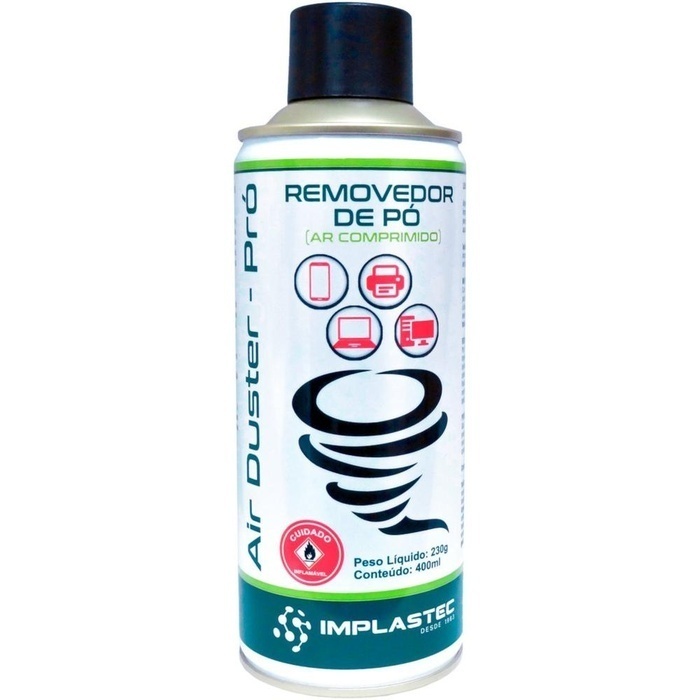 REMOVEDOR
DE PÓ
(AR COMPRIMIDO)
Air Duster - Pró
CUIDADO
INFLAMÁVEL
Peso Líquido: 230g
Conteúdo: 400ml
IMPLASTEC
DESDE 1983